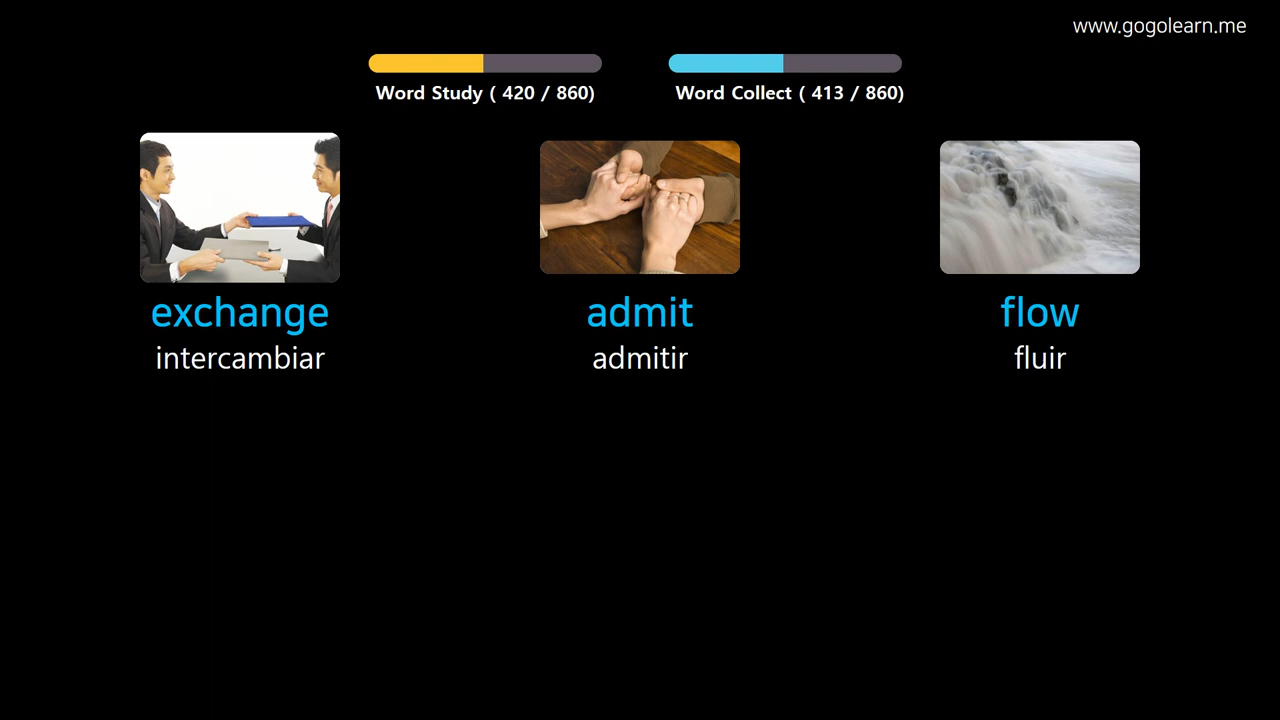 www.gogolearn.me
Word Study ( 420 / 860)
Word Collect ( 413 / 860)
exchange
intercambiar
admit
admitir
flow
fluir